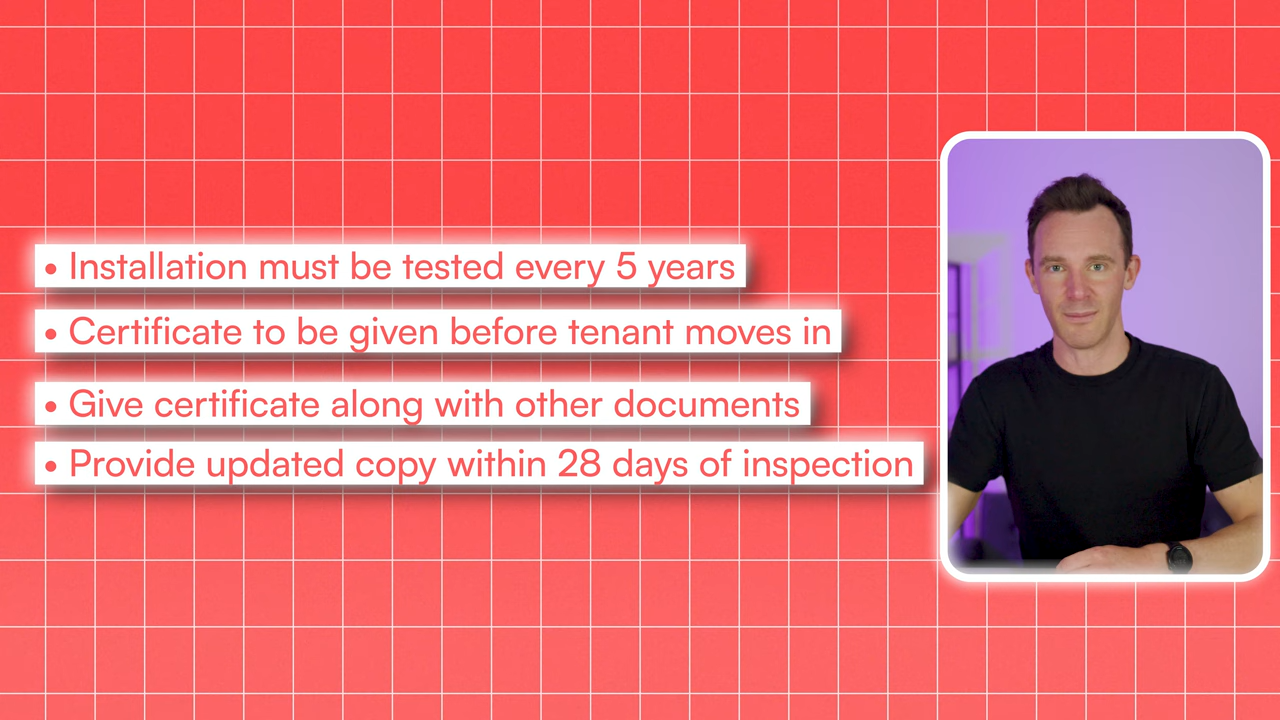 • Installation must be tested every 5 years
• Certificate to be given before tenant moves in
• Give certificate along with other documents
• Provide updated copy within 28 days of inspection